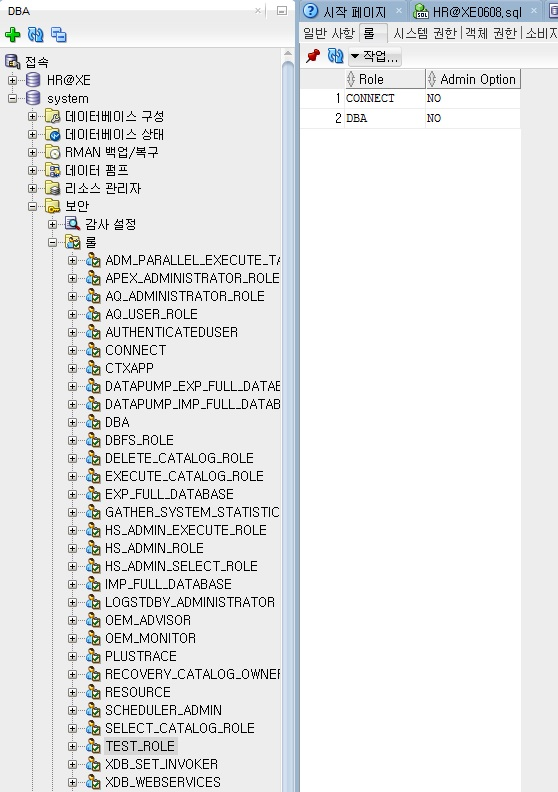 DBA
접속
HR@XE
system
데이터베이스 구성
데이터베이스 상태
RMAN 백업/복구
데이터 펌프
리소스 관리자
보안
감사 설정
롤
ADM_PARALLEL_EXECUTE_TA
APEX_ADMINISTRATOR_ROLE
AQ_ADMINISTRATOR_ROLE
AQ_USER_ROLE
AUTHENTICATEDUSER
CONNECT
CTXAPP
DATAPUMP_EXP_FULL_DATAB
DATAPUMP_IMP_FULL_DATAB
DBA
DBFS_ROLE
DELETE_CATALOG_ROLE
EXECUTE_CATALOG_ROLE
EXP_FULL_DATABASE
GATHER_SYSTEM_STATISTIC
HS_ADMIN_EXECUTE_ROLE
HS_ADMIN_ROLE
HS_ADMIN_SELECT_ROLE
IMP_FULL_DATABASE
LOGSTDBY_ADMINISTRATOR
OEM_ADVISOR
OEM_MONITOR
PLUSTRACE
RECOVERY_CATALOG_OWNER
RESOURCE
SCHEDULER_ADMIN
SELECT_CATALOG_ROLE
TEST_ROLE
XDB_SET_INVOKER
XDB_WEBSERVICES
시작 페이지 HR@XE0608.sql
일반 사항 롤 시스템 권한 객체 권한 소비자
작업...
Role Admin Option
1 CONNECT NO
2 DBA NO